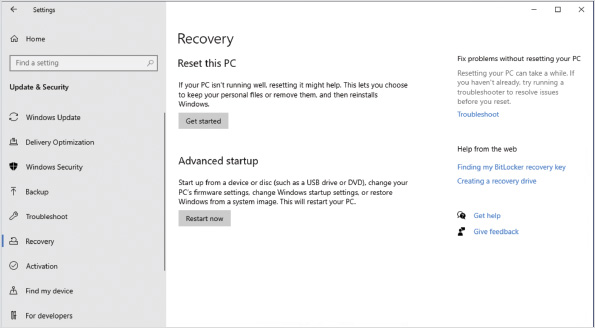 Settings
Home
Find a setting
Update & Security
Windows Update
Delivery Optimization
Windows Security
Backup
Troubleshoot
Recovery
Activation
Find my device
For developers
Recovery
Reset this PC
If your PC isn't running well, resetting it might help. This lets you choose
to keep your personal files or remove them, and then reinstalls
Windows.
Get started
Advanced startup
Start up from a device or disc (such as a USB drive or DVD), change your
PC's firmware settings, change Windows startup settings, or restore
Windows from a system image. This will restart your PC.
Restart now
Fix problems without resetting your PC
Resetting your PC can take a while. If
you haven't already, try running a
troubleshooter to resolve issues
before you reset.
Troubleshoot
Help from the web
Finding my BitLocker recovery key
Creating a recovery drive
Get help
Give feedback